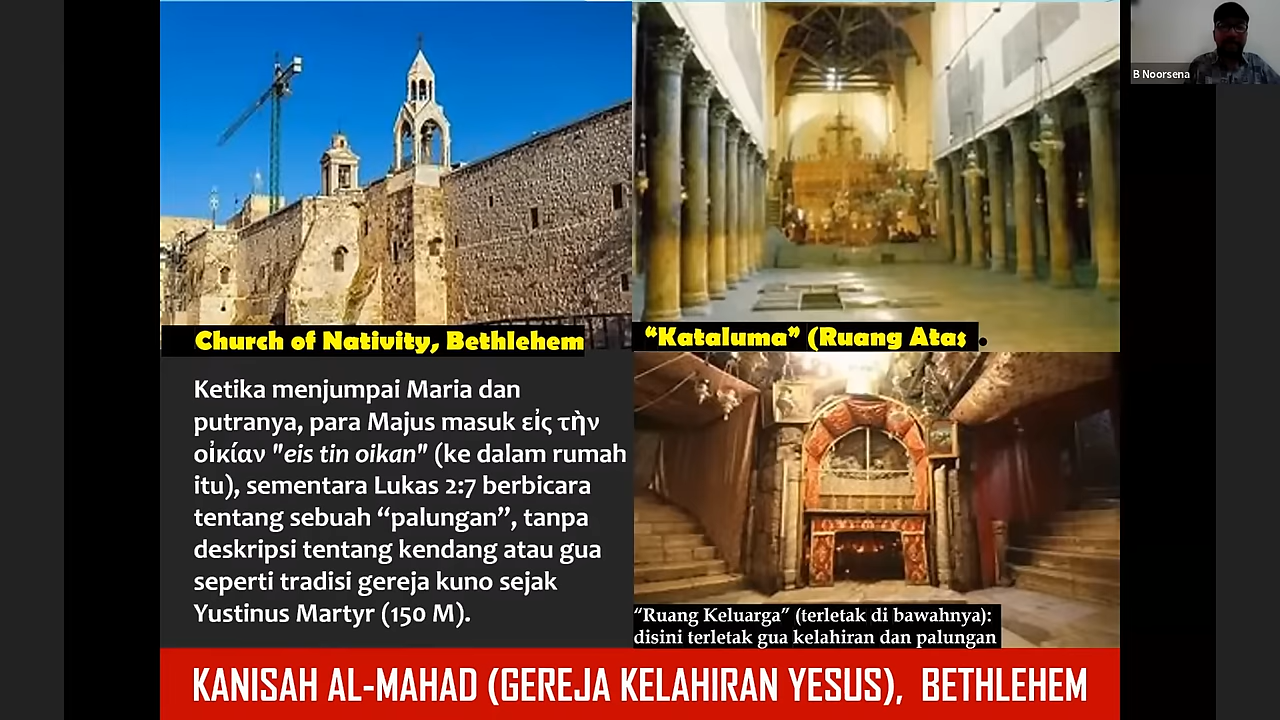 B Noorsena
Church of Nativity, Bethlehem
"Kataluma" (Ruang Atas .
Ketika menjumpai Maria dan
putranya, para Majus masuk εἰς τὴν
οἰκίαν "eis tin oikan" (ke dalam rumah
itu), sementara Lukas 2:7 berbicara
tentang sebuah “palungan”, tanpa
deskripsi tentang kendang atau gua
seperti tradisi gereja kuno sejak
Yustinus Martyr (150 M).
“Ruang Keluarga” (terletak di bawahnya):
disini terletak gua kelahiran dan palungan
KANISAH AL-MAHAD (GEREJA KELAHIRAN YESUS), BETHLEHEM